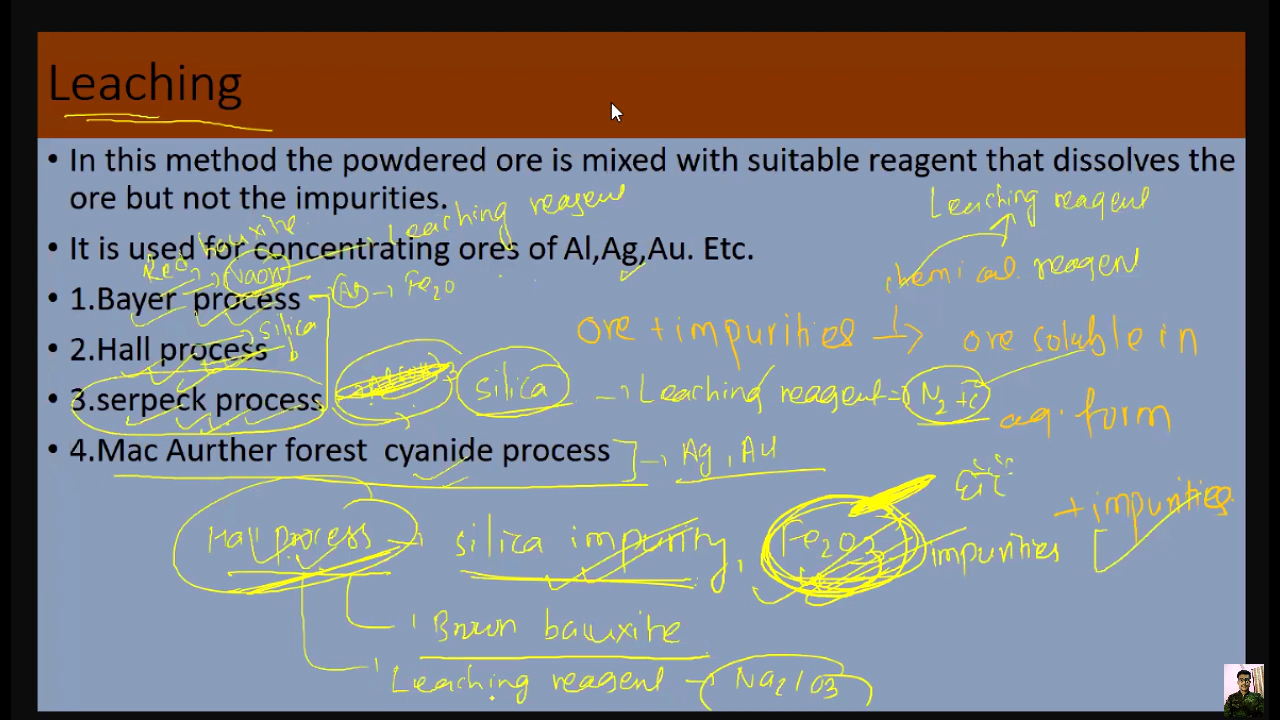 Leaching
• In this method the powdered ore is mixed with suitable reagent that dissolves the
ore but not the impurities.
Leaching reagent
Leaching reagent
bauxite
• It is used for concentrating ores of Al,Ag,Au. Etc.
Red
NaOH
chemical reagent
• 1.Bayer process
Fe2O
silica
ore + impurities → ore soluble in
• 2.Hall process
• 3.serpeck process
silica → Leaching reagent = N2 + C
aq. form
• 4.Mac Aurther forest cyanide process
→ Ag, Au
+ impurities
Hall process → silica impurity, Fe2O3 impurities
Brown bauxite
Leaching reagent → Na2CO3